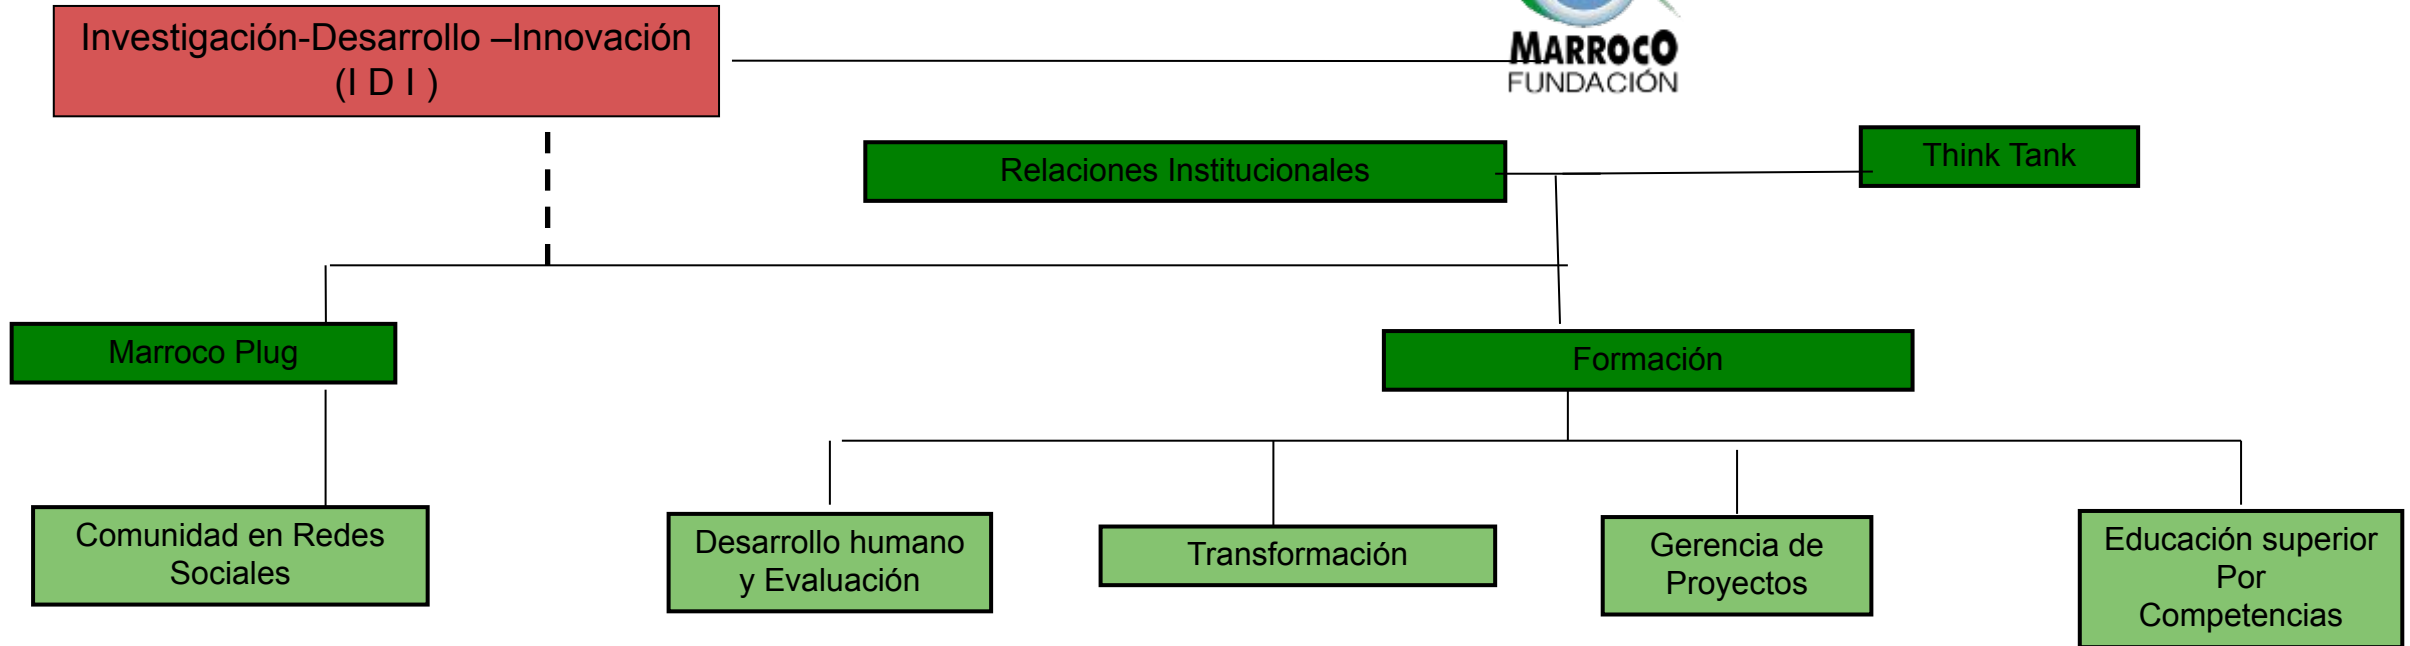 Investigación-Desarrollo –Innovación
(I D I )
MARROCO
FUNDACIÓN
Relaciones Institucionales
Think Tank
Marroco Plug
Formación
Comunidad en Redes
Sociales
Desarrollo humano
y Evaluación
Transformación
Gerencia de
Proyectos
Educación superior
Por
Competencias